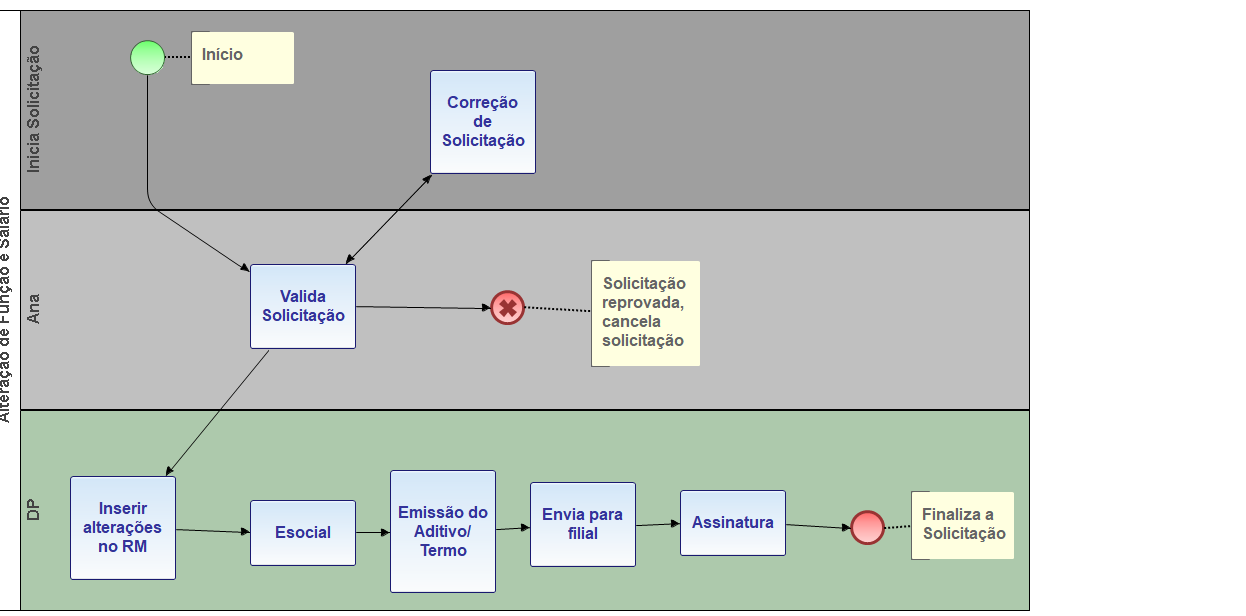 Alteração de Função e Salário
Inicia Solicitação
Início
Correção
de
Solicitação
Ana
Valida
Solicitação
Solicitação
reprovada,
cancela
solicitação
DP
Inserir
alterações
no RM
Esocial
Emissão do
Aditivo/
Termo
Envia para
filial
Assinatura
Finaliza a
Solicitação